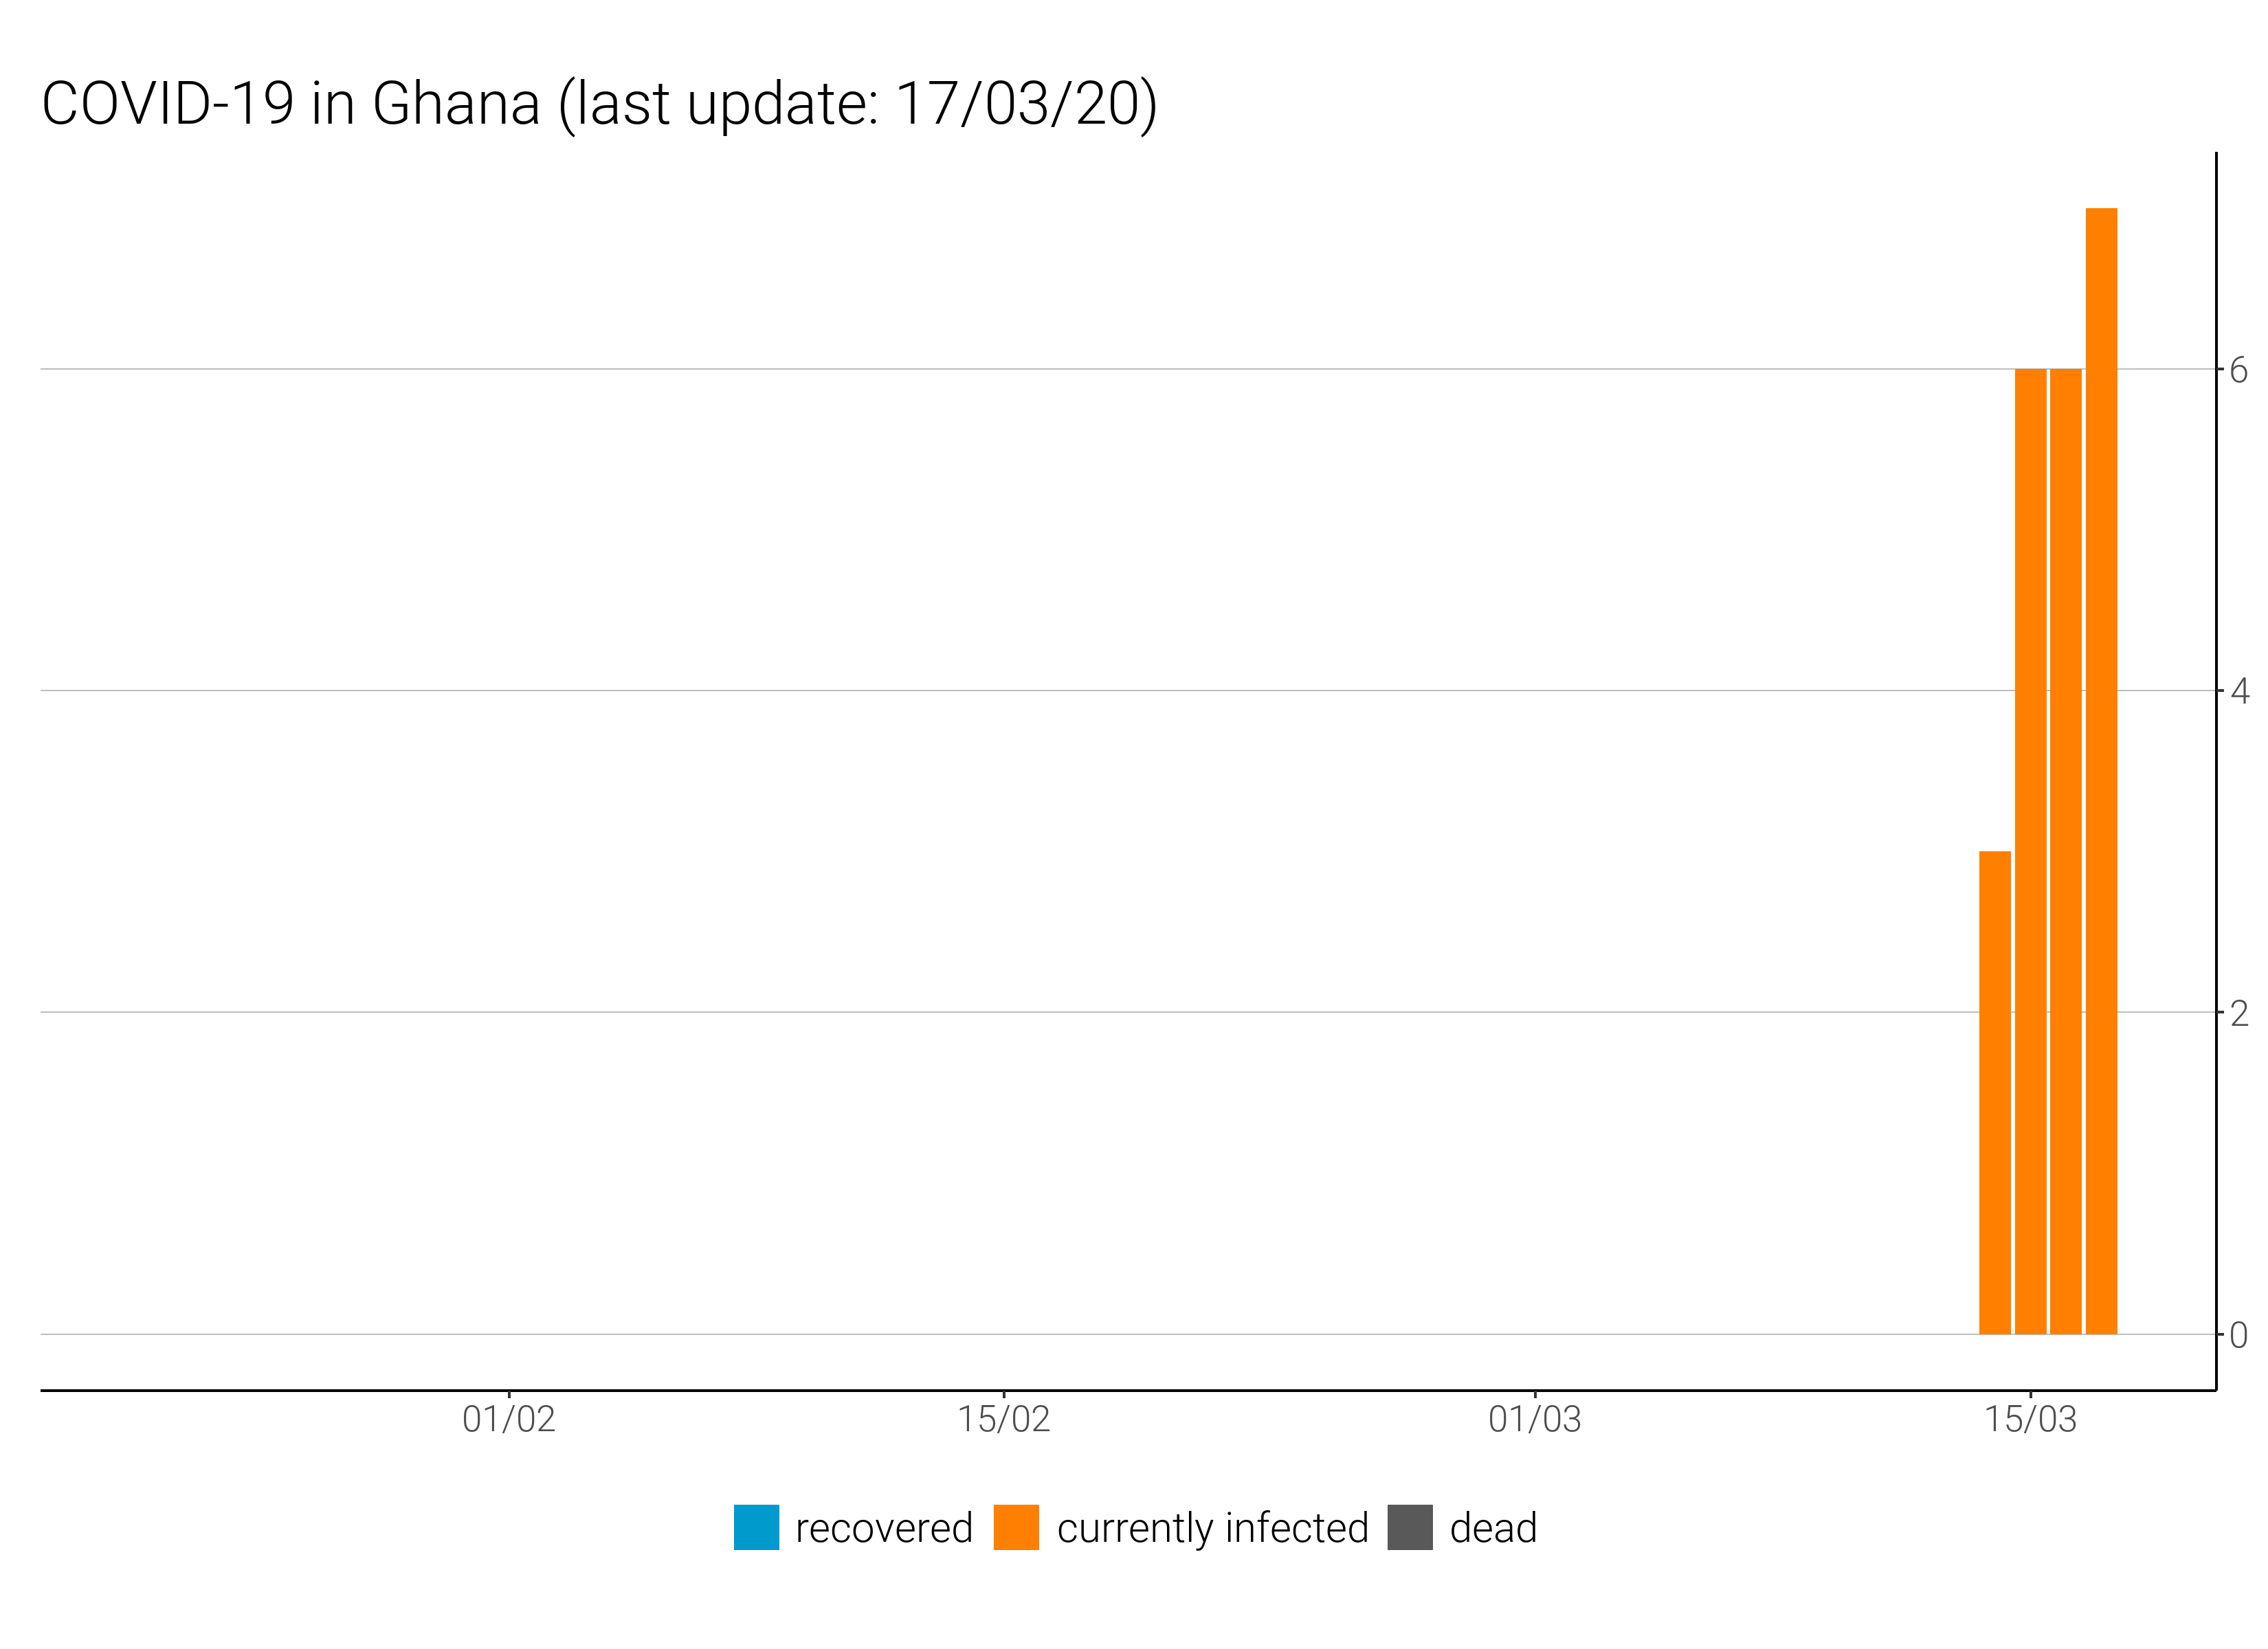 COVID-19 in Ghana (last update: 17/03/20)
6
4
2
0
01/02 15/02 01/03 15/03
recovered currently infected dead